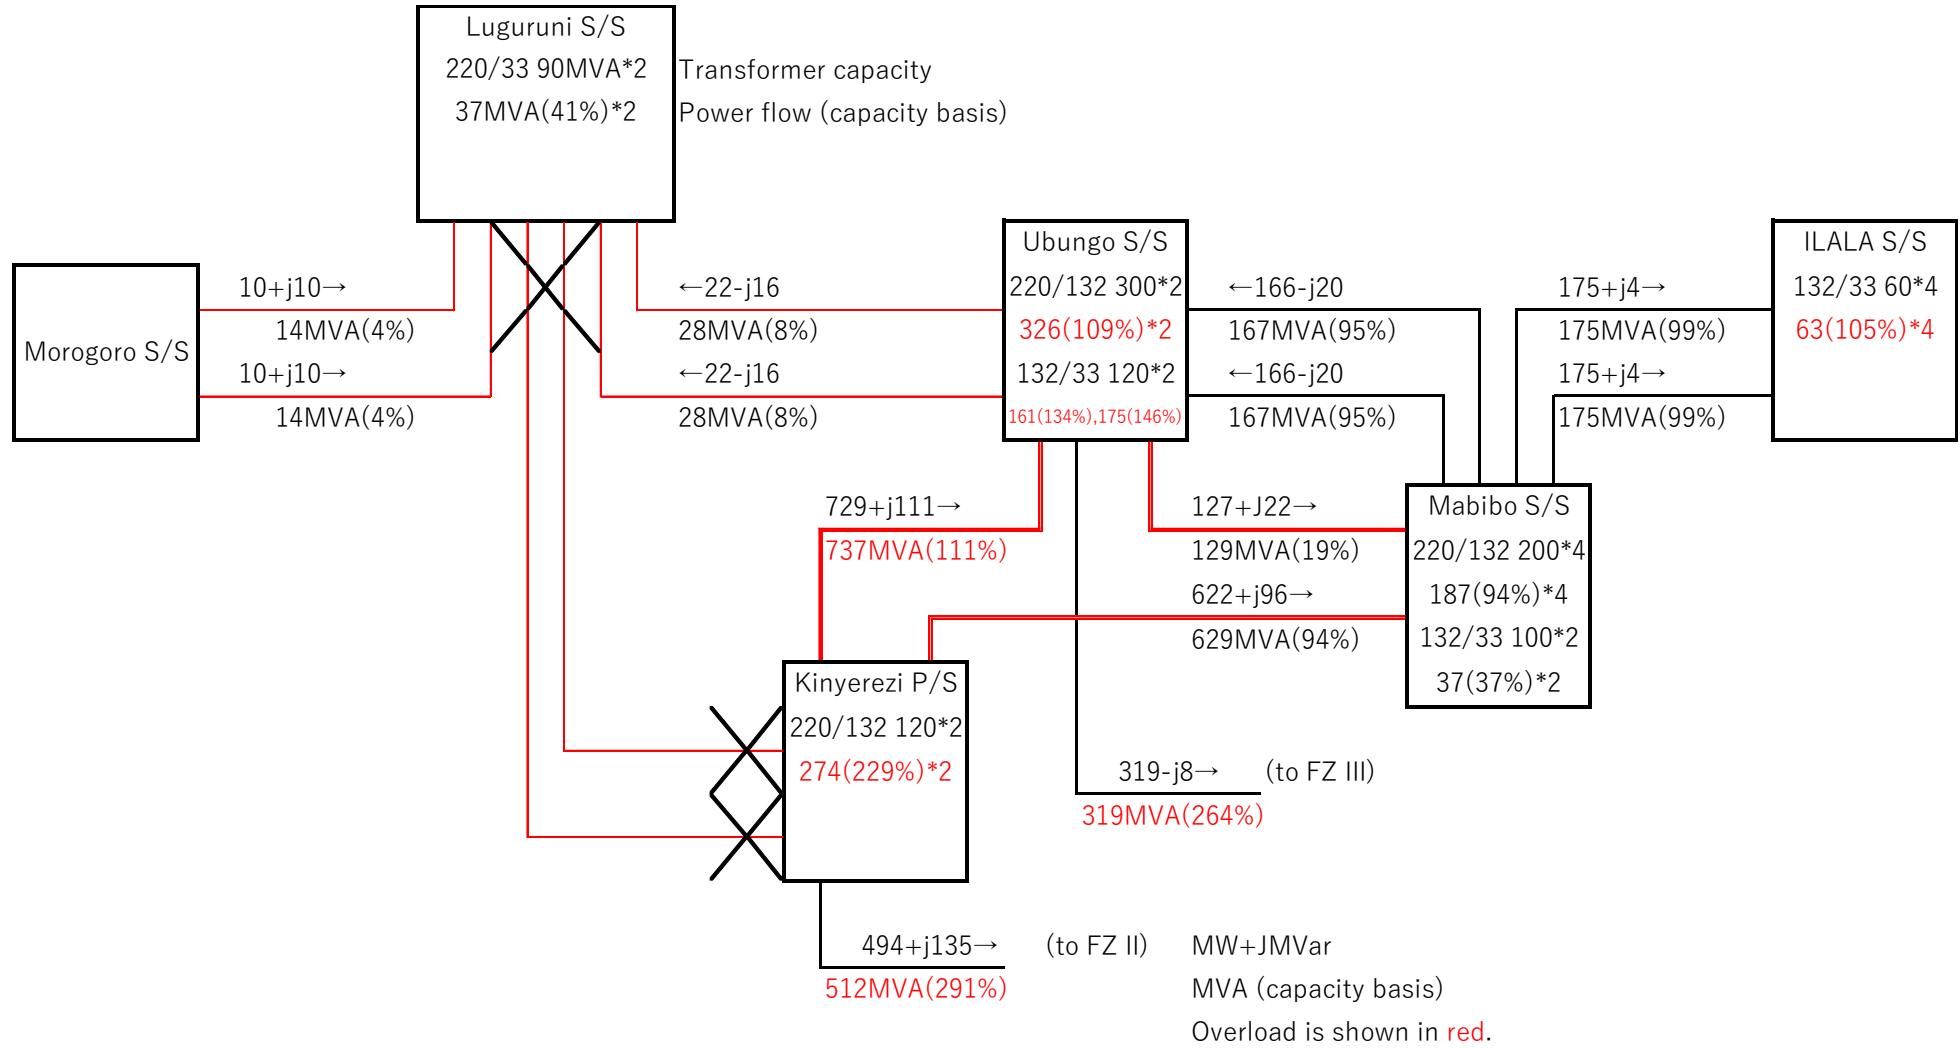 Luguruni S/S
220/33 90MVA*2
Transformer capacity
37MVA(41%)*2
Power flow (capacity basis)
Morogoro S/S
10+j10→
14MVA(4%)
10+j10→
14MVA(4%)
←22-j16
28MVA(8%)
←22-j16
28MVA(8%)
Ubungo S/S
220/132 300*2
326(109%)*2
132/33 120*2
161(134%),175(146%)
←166-j20
167MVA(95%)
←166-j20
167MVA(95%)
175+j4→
175MVA(99%)
175+j4→
175MVA(99%)
ILALA S/S
132/33 60*4
63(105%)*4
729+j111→
737MVA(111%)
127+J22→
129MVA(19%)
622+j96→
629MVA(94%)
Mabibo S/S
220/132 200*4
187(94%)*4
132/33 100*2
37(37%)*2
Kinyerezi P/S
220/132 120*2
274(229%)*2
319-j8→
(to FZ III)
319MVA(264%)
494+j135→
(to FZ II)
512MVA(291%)
MW+JMVar
MVA (capacity basis)
Overload is shown in red.